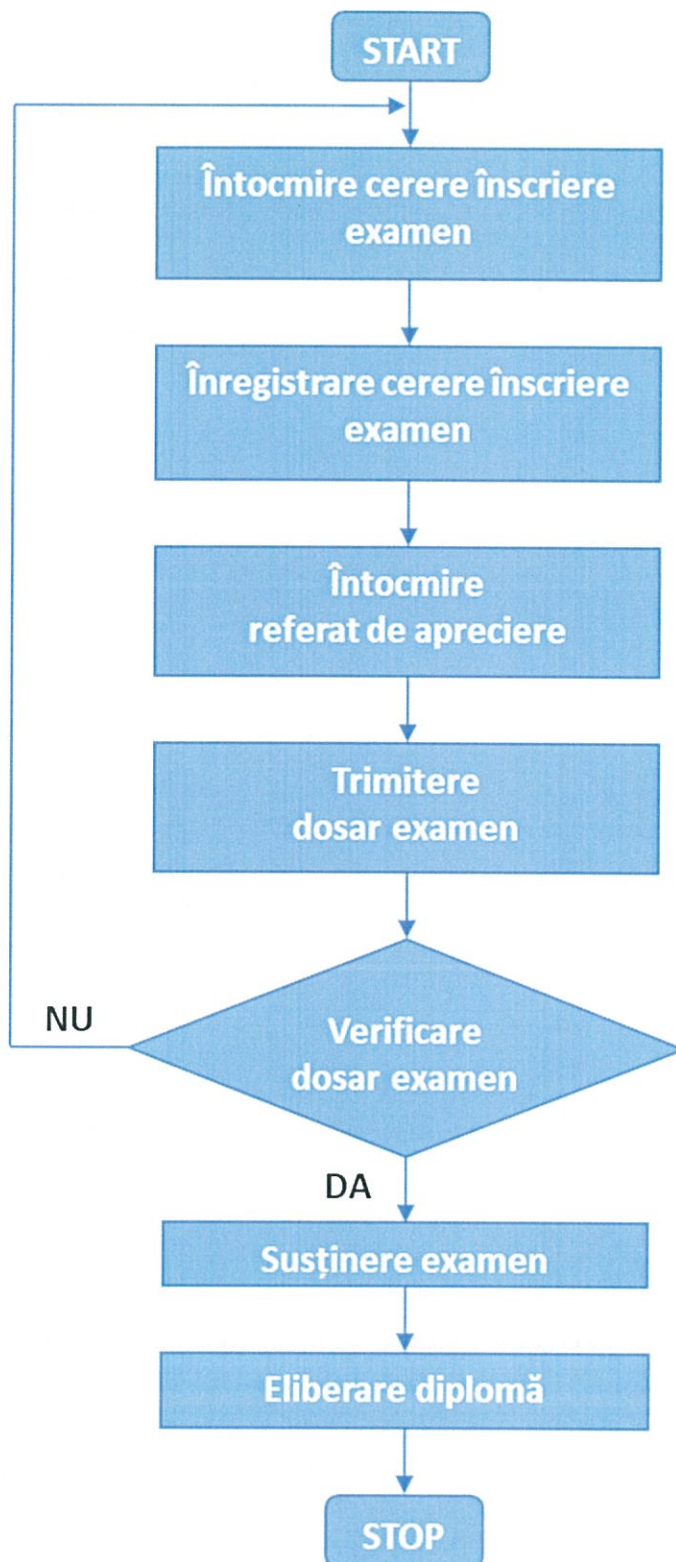 START
Întocmire cerere înscriere
examen
Înregistrare cerere înscriere
examen
Întocmire
referat de apreciere
Trimitere
dosar examen
Verificare
dosar examen
NU
DA
Susținere examen
Eliberare diplomă
STOP